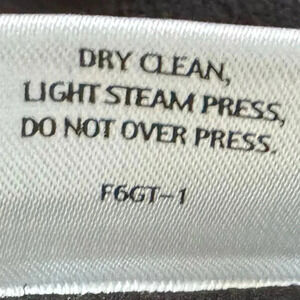 DRY CLEAN,
LIGHT STEAM PRESS,
DO NOT OVER PRESS.
F6GT-1